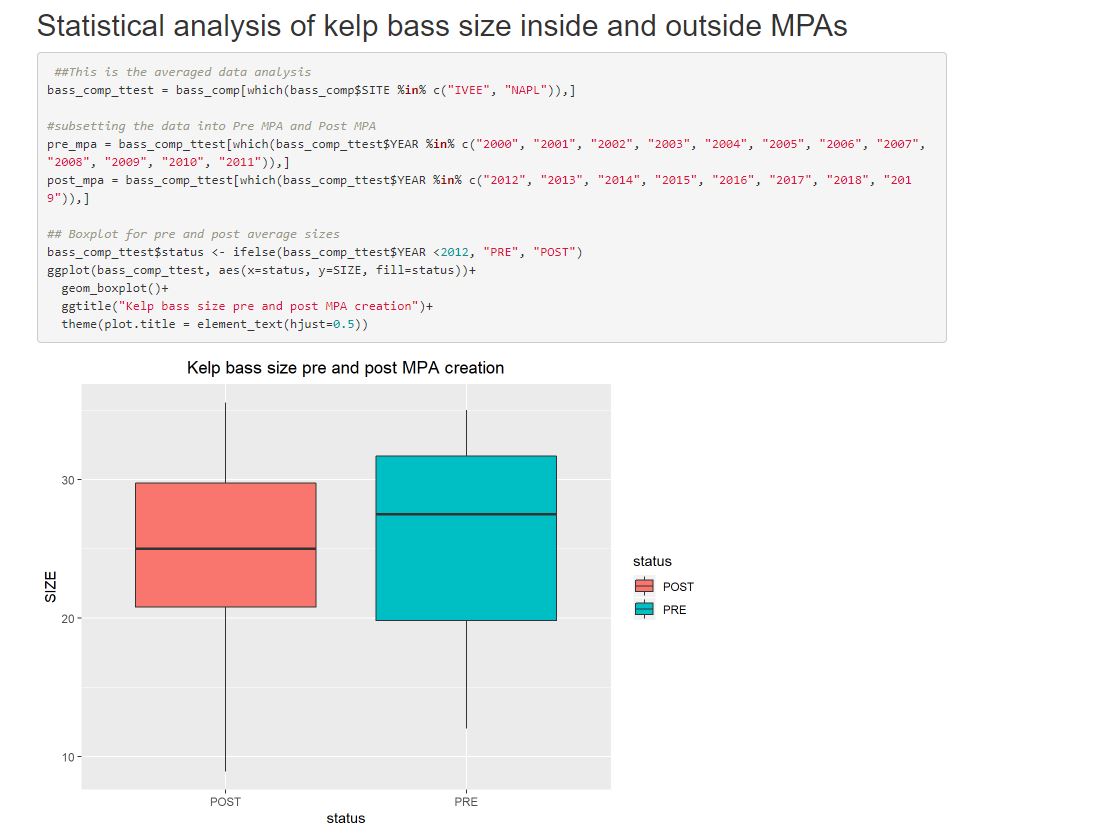 Statistical analysis of kelp bass size inside and outside MPAs
##This is the averaged data analysis
bass_comp_ttest = bass_comp[which(bass_comp$SITE %in% c("IVEE", "NAPL")),]
#subsetting the data into Pre MPA and Post MPA
pre_mpa = bass_comp_ttest[which(bass_comp_ttest$YEAR %in% c("2000", "2001", "2002", "2003", "2004", "2005", "2006", "2007",
"2008", "2009", "2010", "2011")),]
post_mpa = bass_comp_ttest[which(bass_comp_ttest$YEAR %in% c("2012", "2013", "2014", "2015", "2016", "2017", "2018", "201
9")),]
## Boxplot for pre and post average sizes
bass_comp_ttest$status <- ifelse(bass_comp_ttest$YEAR <2012, "PRE", "POST")
ggplot(bass_comp_ttest, aes(x=status, y=SIZE, fill=status))+
geom_boxplot()+
ggtitle("Kelp bass size pre and post MPA creation")+
theme(plot.title = element_text(hjust=0.5))
Kelp bass size pre and post MPA creation
30
20
10
SIZE
POST
PRE
status
status
POST
PRE